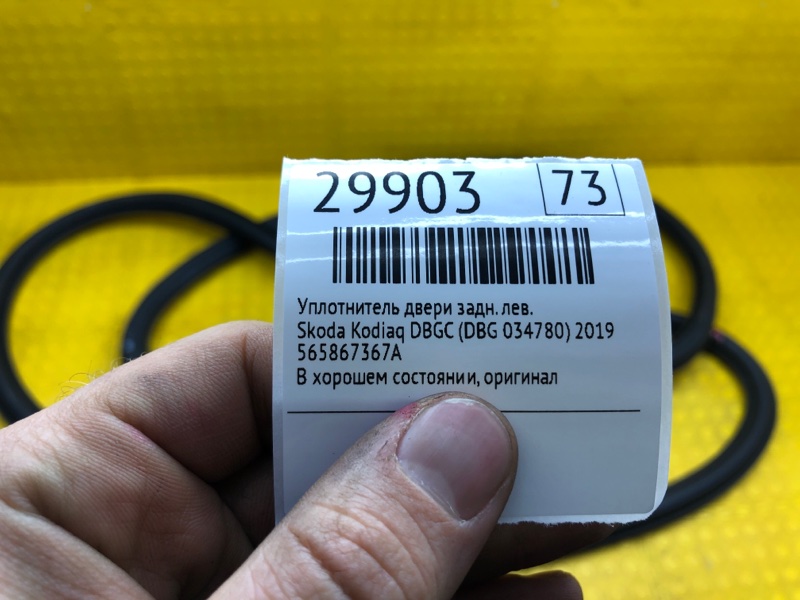 29903 73
Уплотнитель двери задн. лев.
Skoda Kodiaq DBGC (DBG 034780) 2019
565867367A
В хорошем состоянии, оригинал